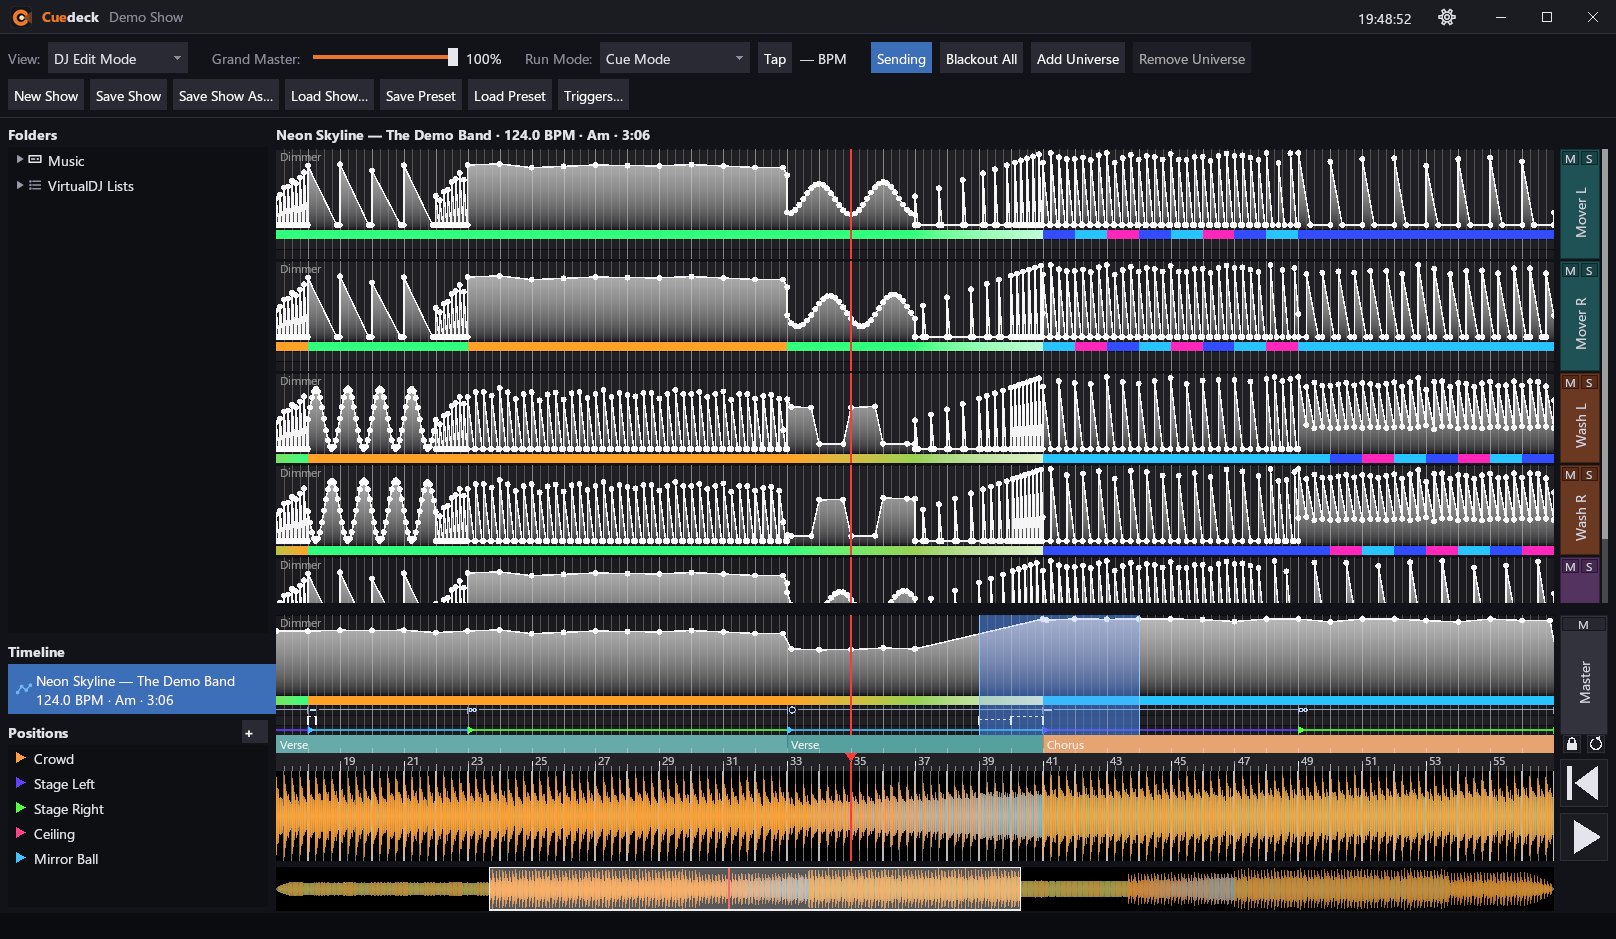 Cuedeck Demo Show 19:48:52
View: DJ Edit Mode Grand Master: 100% Run Mode: Cue Mode Tap — BPM Sending Blackout All Add Universe Remove Universe
New Show Save Show Save Show As... Load Show... Save Preset Load Preset Triggers...
Folders
Music
VirtualDJ Lists
Timeline
Neon Skyline — The Demo Band
124.0 BPM · Am · 3:06
Positions +
Crowd
Stage Left
Stage Right
Ceiling
Mirror Ball
Neon Skyline — The Demo Band · 124.0 BPM · Am · 3:06
Dimmer M S
Mover L
Dimmer M S
Mover R
Dimmer M S
Wash L
Dimmer M S
Wash R
Dimmer M S
Dimmer M
Master
Verse Verse Chorus
19 21 23 25 27 29 31 33 35 37 39 41 43 45 47 49 51 53 55